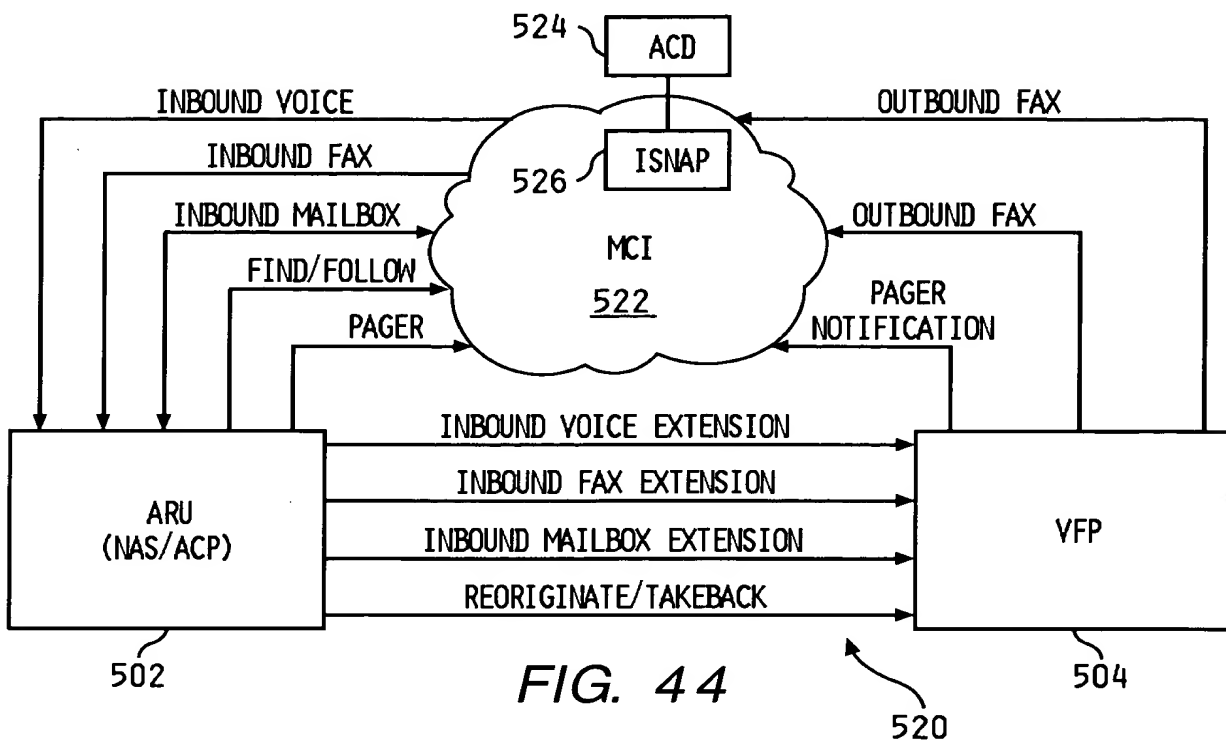 524
ACD
INBOUND VOICE
OUTBOUND FAX
INBOUND FAX
526
ISNAP
INBOUND MAILBOX
OUTBOUND FAX
MCI
FIND/FOLLOW
522
PAGER
NOTIFICATION
PAGER
INBOUND VOICE EXTENSION
INBOUND FAX EXTENSION
ARU
(NAS/ACP)
VFP
INBOUND MAILBOX EXTENSION
REORIGINATE/TAKEBACK
502
504
FIG. 44
520